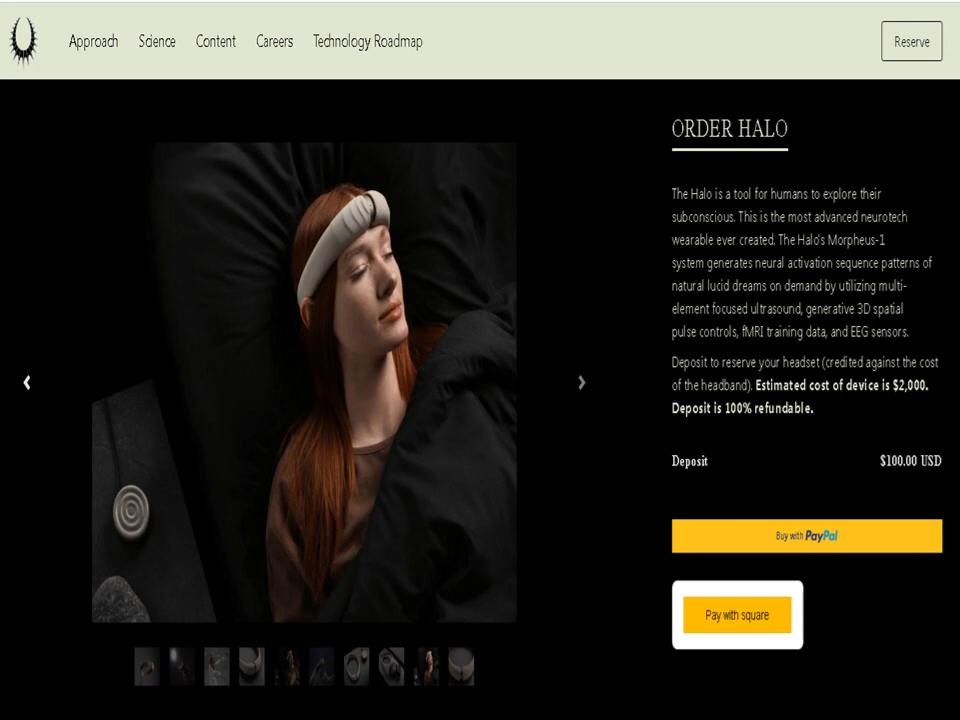 Approach Science Content Careers Technology Roadmap Reserve
ORDER HALO
The Halo is a tool for humans to explore their
subconscious. This is the most advanced neurotech
wearable ever created. The Halo's Morpheus-1
system generates neural activation sequence patterns of
natural lucid dreams on demand by utilizing multi-
element focused ultrasound, generative 3D spatial
pulse controls, fMRI training data, and EEG sensors.
Deposit to reserve your headset (credited against the cost
of the headband). Estimated cost of device is $2,000.
Deposit is 100% refundable.
Deposit $100.00 USD
Buy with PayPal
Pay with square